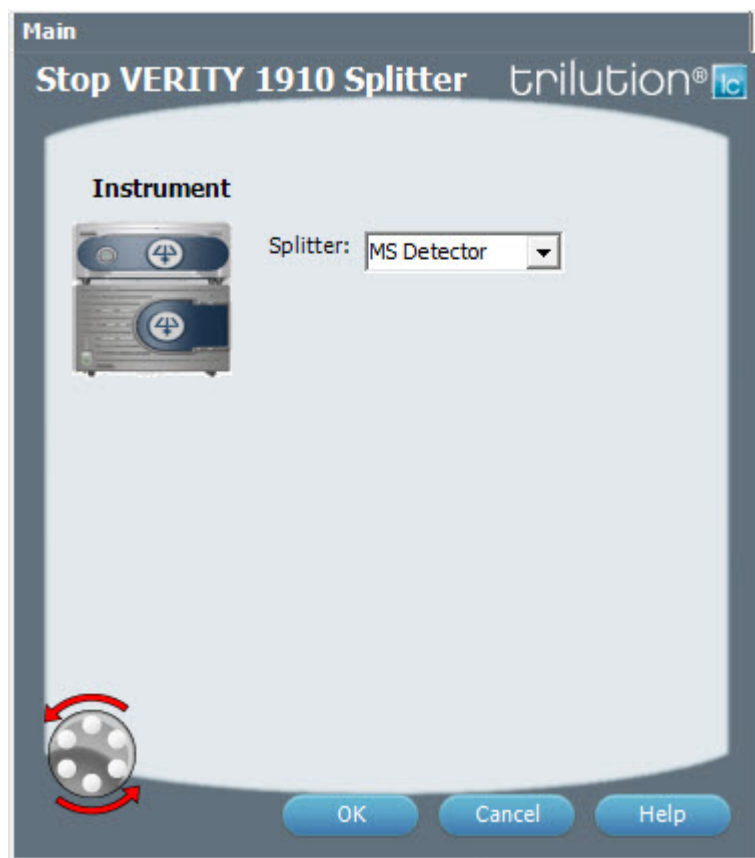 Main
Stop VERITY 1910 Splitter trilution® lc
Instrument
Splitter: MS Detector
OK Cancel Help